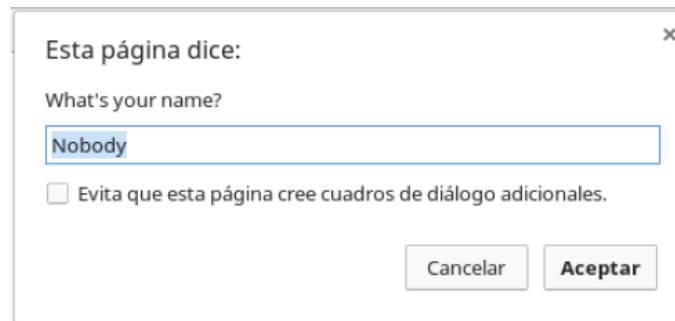 Esta página dice:
What's your name?
Nobody
Evita que esta página cree cuadros de diálogo adicionales.
Cancelar
Aceptar